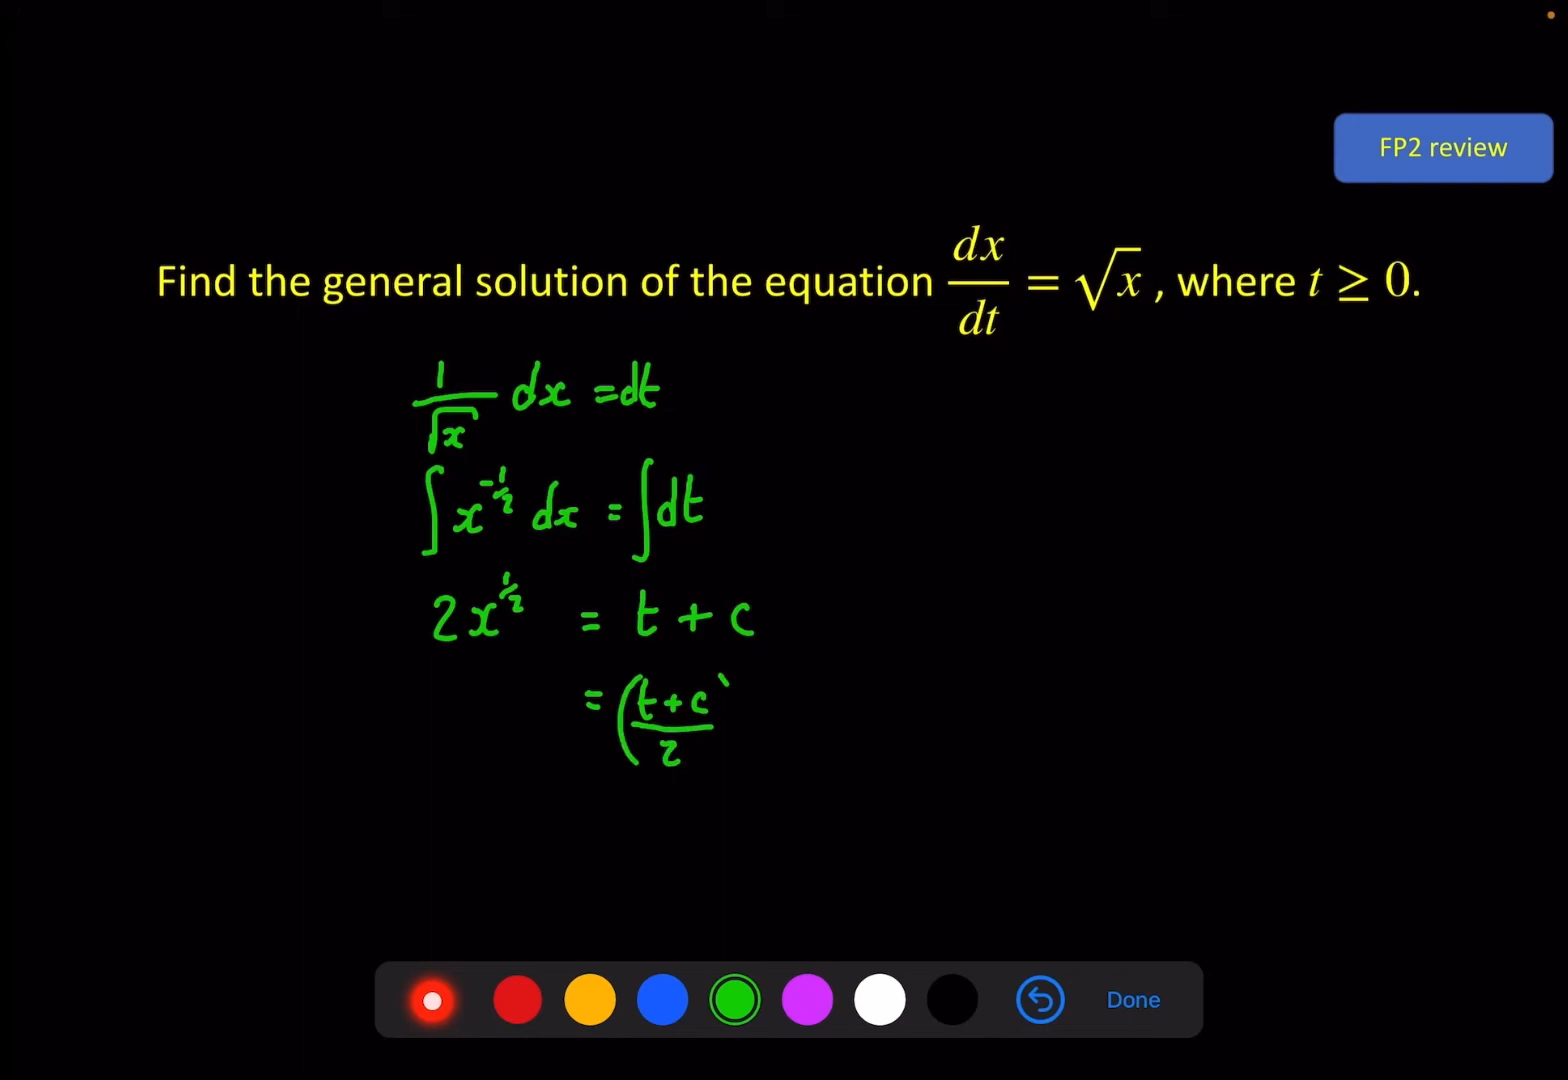 FP2 review
Find the general solution of the equation dx/dt = √x , where t ≥ 0.
1/√x dx = dt
∫ x^(-1/2) dx = ∫ dt
2x^(1/2) = t + c
= ( (t + c)/2
Done